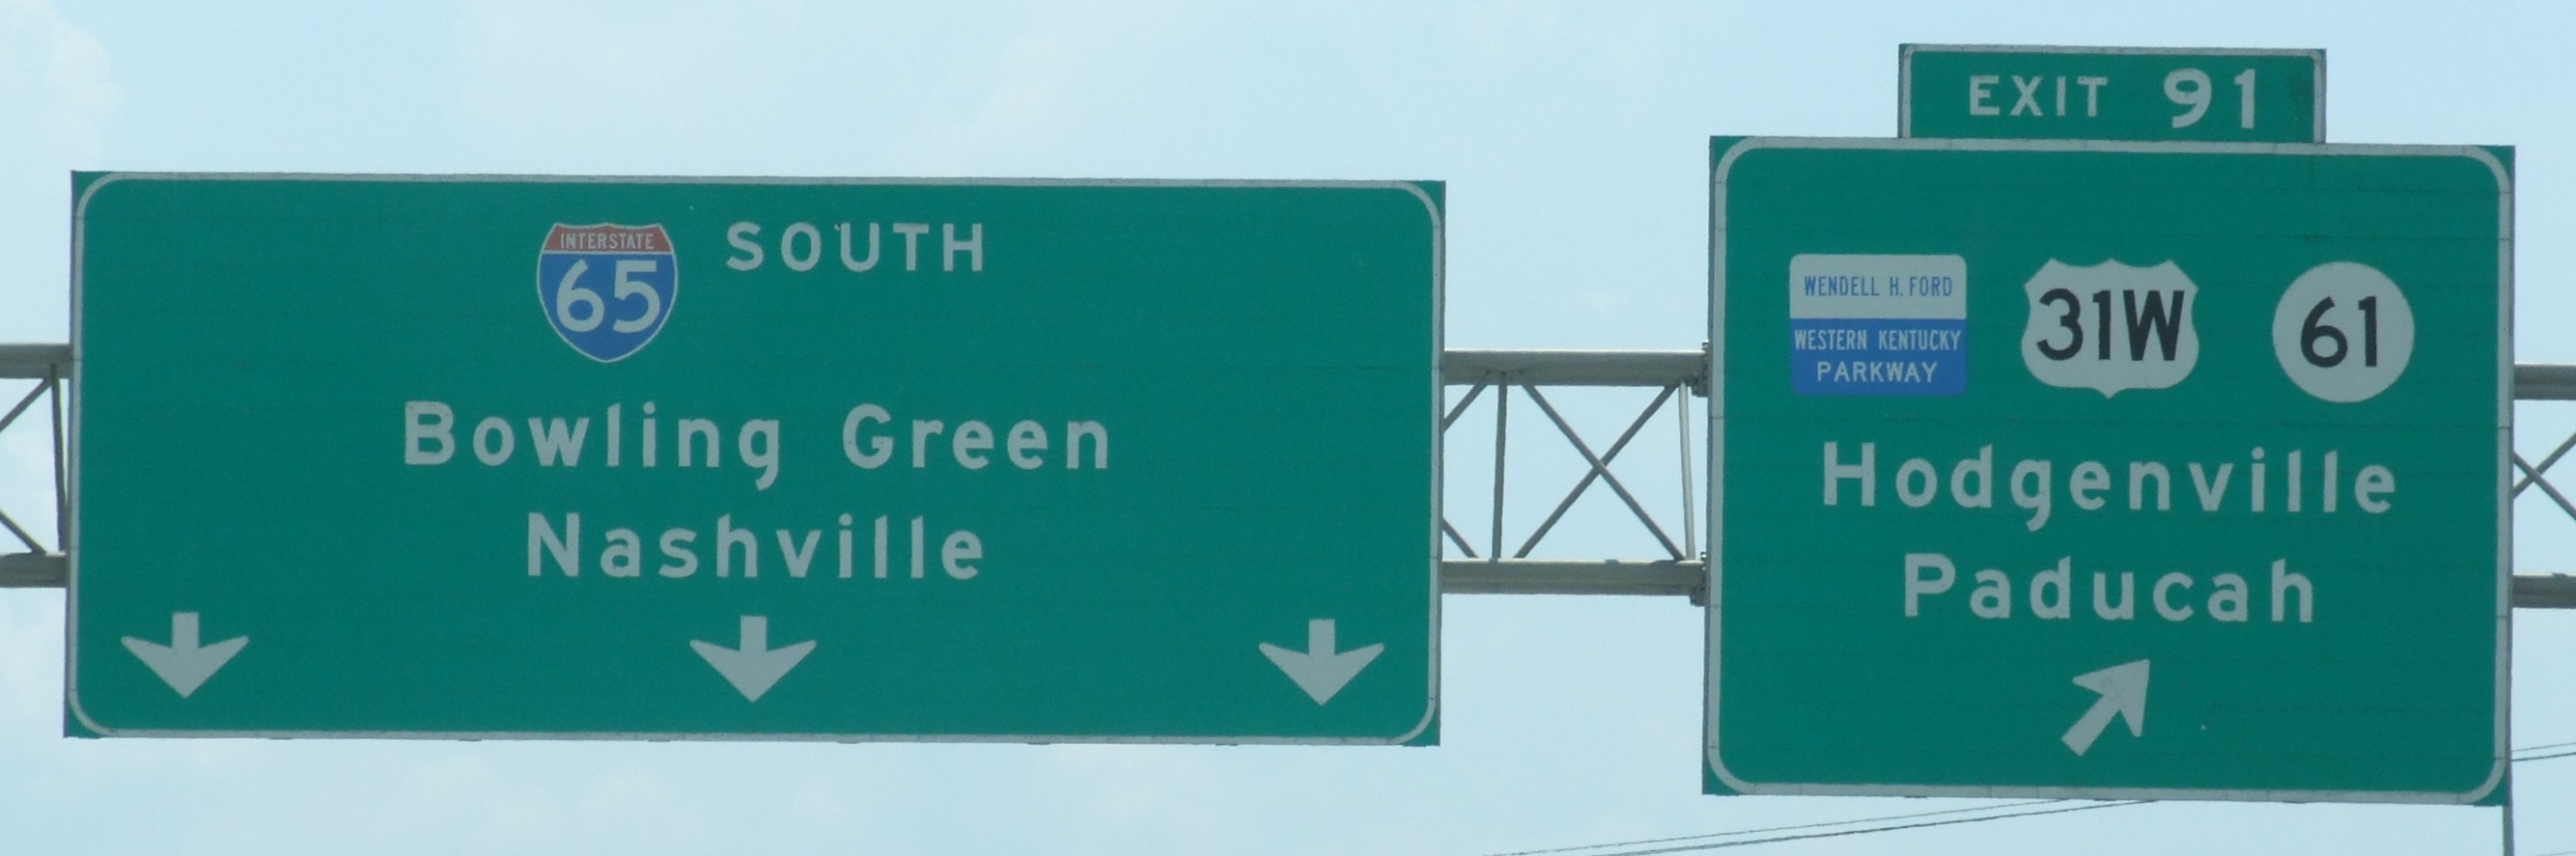 INTERSTATE
65
SOUTH
Bowling Green
Nashville
EXIT 91
WENDELL H. FORD
WESTERN KENTUCKY
PARKWAY
31W
61
Hodgenville
Paducah